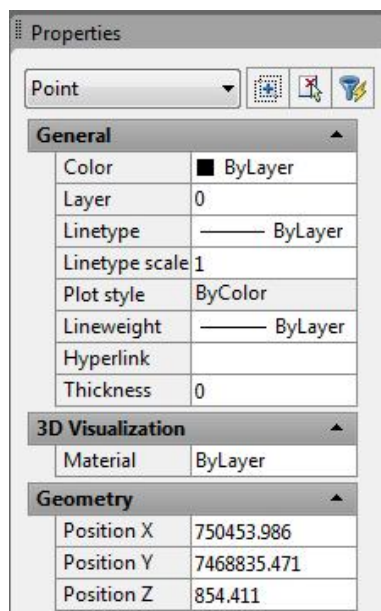 Properties
Point
General
Color ByLayer
Layer 0
Linetype ByLayer
Linetype scale 1
Plot style ByColor
Lineweight ByLayer
Hyperlink
Thickness 0
3D Visualization
Material ByLayer
Geometry
Position X 750453.986
Position Y 7468835.471
Position Z 854.411